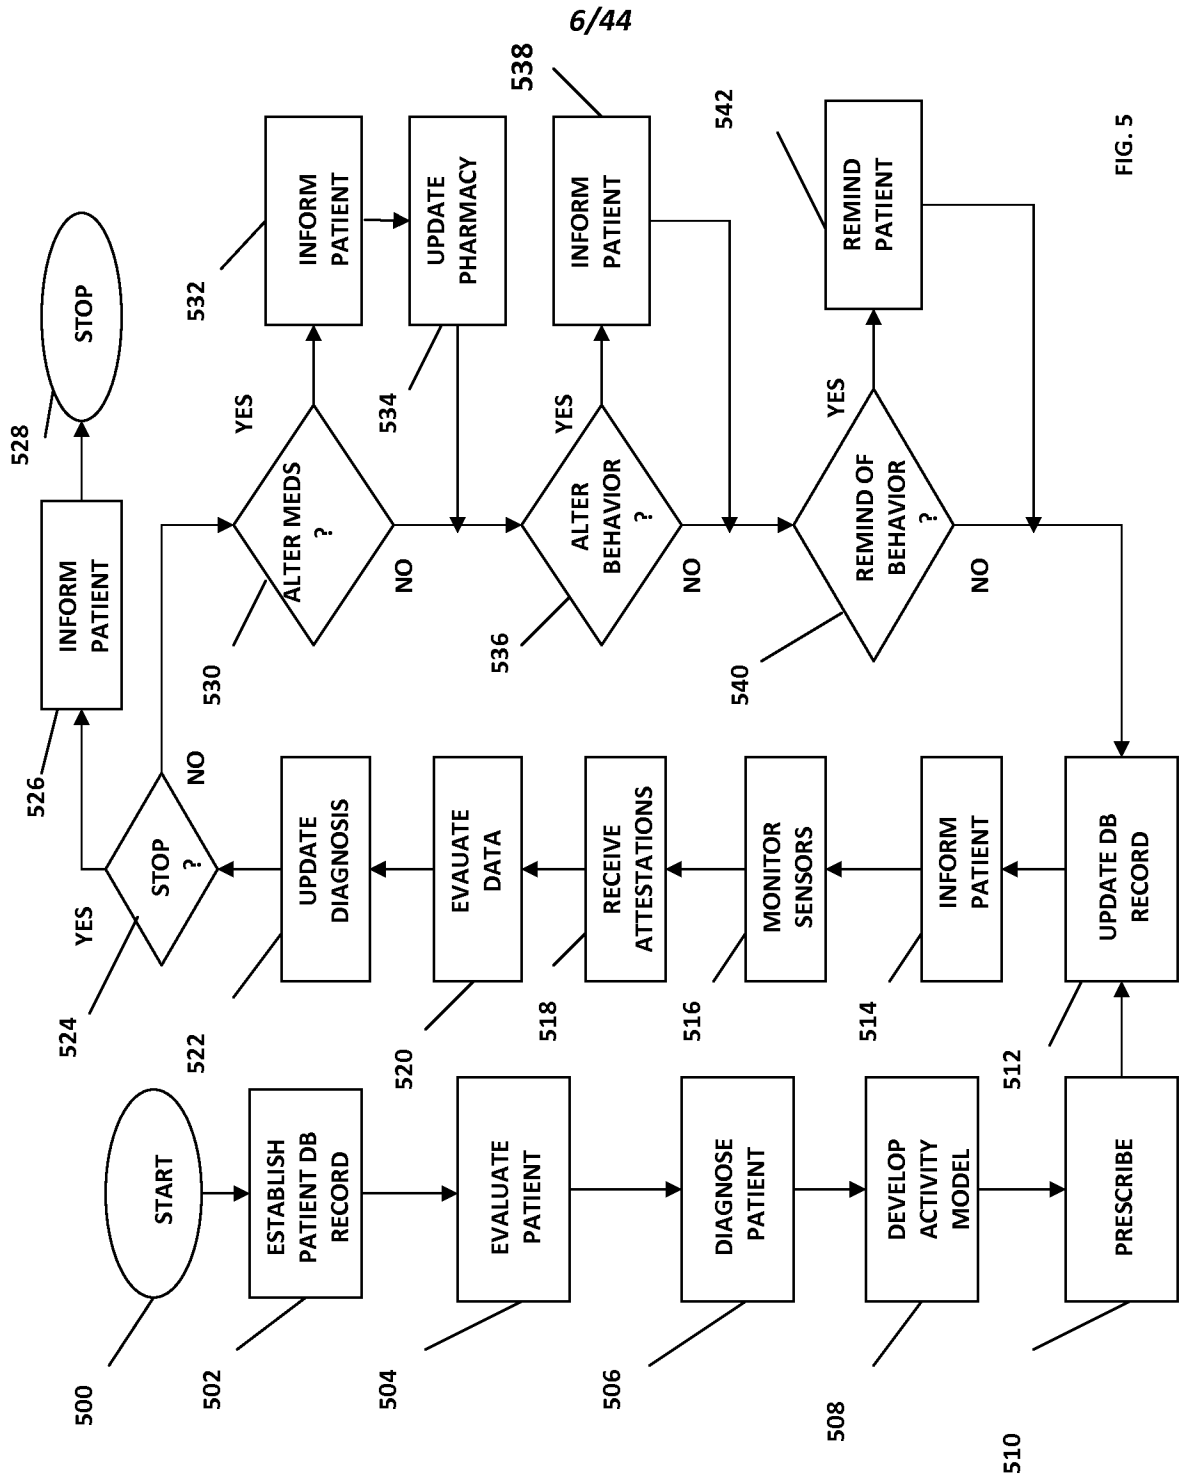 6/44
500
START
502
ESTABLISH
PATIENT DB
RECORD
504
EVALUATE
PATIENT
506
DIAGNOSE
PATIENT
508
DEVELOP
ACTIVITY
MODEL
510
PRESCRIBE
512
UPDATE DB
RECORD
514
INFORM
PATIENT
516
MONITOR
SENSORS
518
RECEIVE
ATTESTATIONS
520
EVAUATE
DATA
522
UPDATE
DIAGNOSIS
524
STOP
?
YES
NO
526
INFORM
PATIENT
528
STOP
530
ALTER MEDS
?
YES
NO
532
INFORM
PATIENT
534
UPDATE
PHARMACY
536
ALTER
BEHAVIOR
?
YES
NO
538
INFORM
PATIENT
540
REMIND OF
BEHAVIOR
?
YES
NO
542
REMIND
PATIENT
FIG. 5